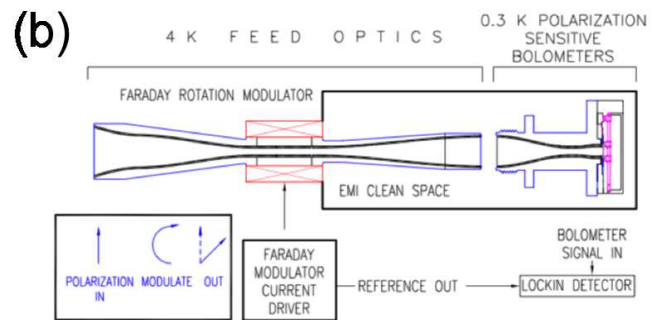 (b)
4 K FEED OPTICS
0.3 K POLARIZATION
SENSITIVE
BOLOMETERS
FARADAY ROTATION MODULATOR
EMI CLEAN SPACE
POLARIZATION MODULATE OUT
IN
FARADAY
MODULATOR
CURRENT
DRIVER
REFERENCE OUT
BOLOMETER
SIGNAL IN
LOCKIN DETECTOR